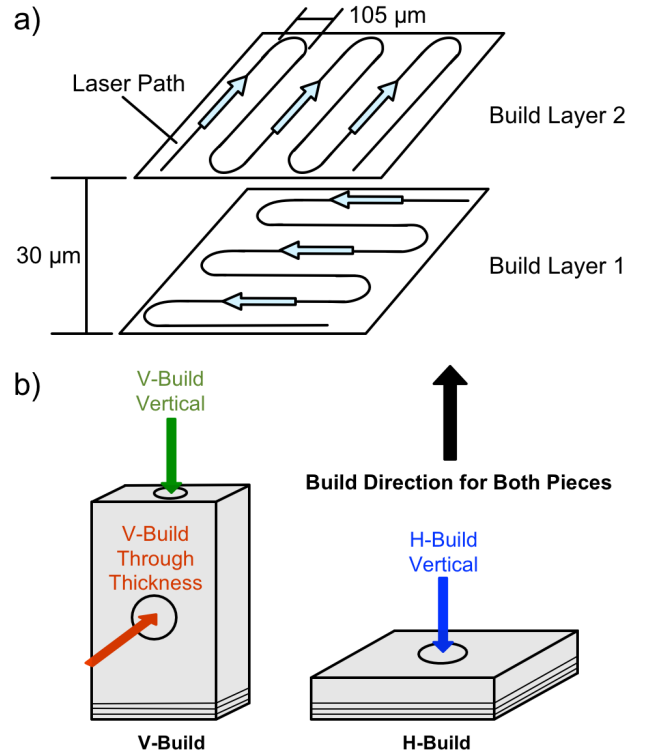 a)
105 μm
Laser Path
Build Layer 2
30 μm
Build Layer 1
b)
V-Build
Vertical
Build Direction for Both Pieces
V-Build
Through
Thickness
H-Build
Vertical
V-Build
H-Build